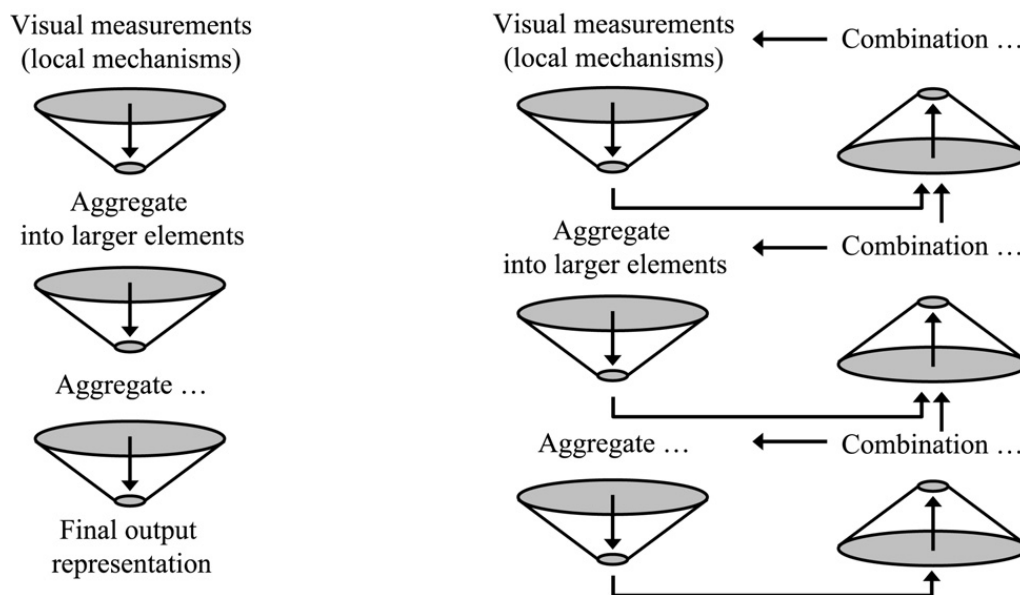 Visual measurements
(local mechanisms)
Aggregate
into larger elements
Aggregate …
Final output
representation
Visual measurements
(local mechanisms)
Combination …
Aggregate
into larger elements
Combination …
Aggregate …
Combination …